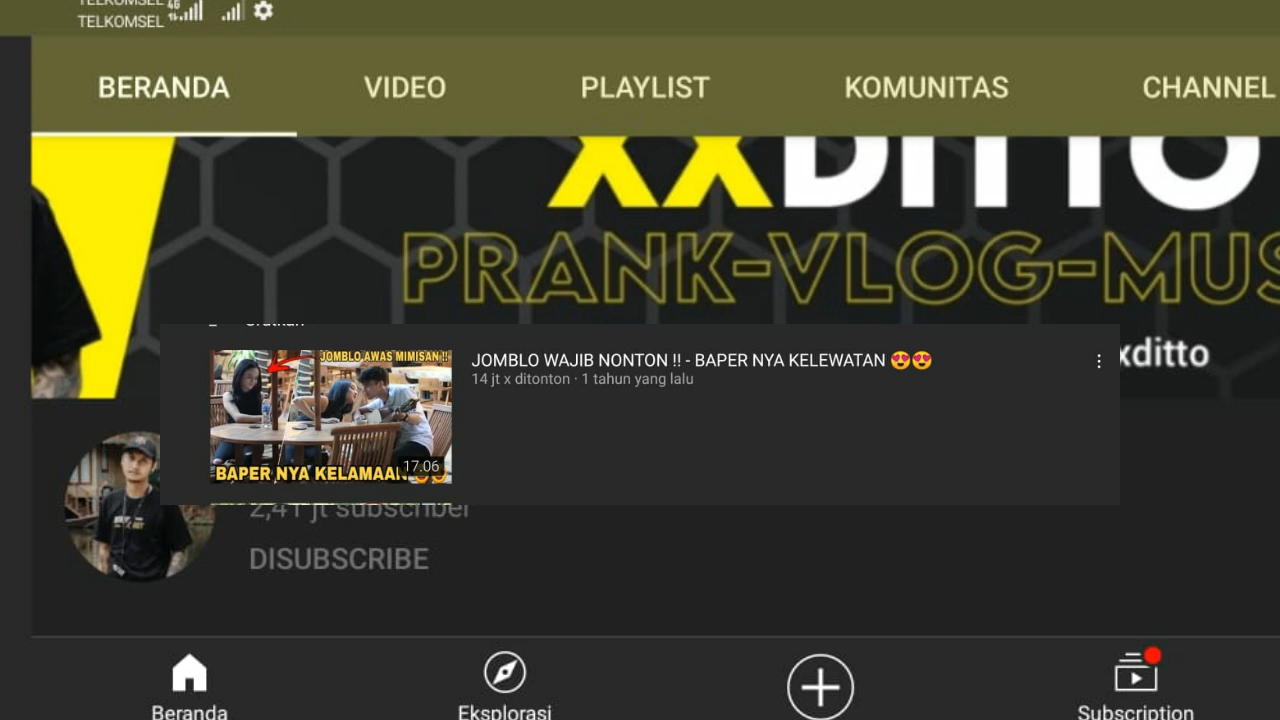 TELKOMSEL 4G
TELKOMSEL
BERANDA
VIDEO
PLAYLIST
KOMUNITAS
CHANNEL
XXDITTO
PRANK-VLOG-MUS
xditto
Urutkan
JOMBLO AWAS MIMISAN !!
BAPER NYA KELAMAAN 😍😍
17.06
JOMBLO WAJIB NONTON !! - BAPER NYA KELEWATAN 😍😍
14 jt x ditonton · 1 tahun yang lalu
2,41 jt subscriber
DISUBSCRIBE
Beranda
Eksplorasi
Subscription